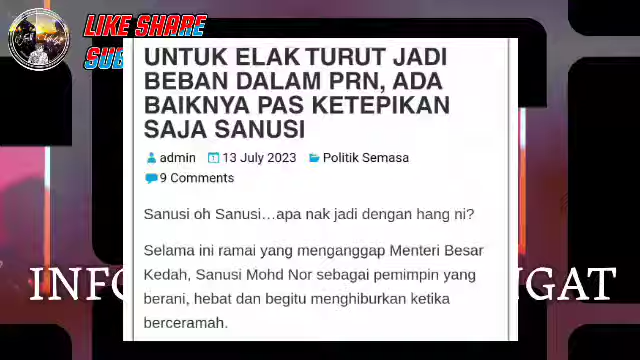 LIKE SHARE
SUB
UNTUK ELAK TURUT JADI
BEBAN DALAM PRN, ADA
BAIKNYA PAS KETEPIKAN
SAJA SANUSI
admin 13 July 2023 Politik Semasa
9 Comments
Sanusi oh Sanusi...apa nak jadi dengan hang ni?
Selama ini ramai yang menganggap Menteri Besar
Kedah, Sanusi Mohd Nor sebagai pemimpin yang
berani, hebat dan begitu menghiburkan ketika
berceramah.
INFO NGAT